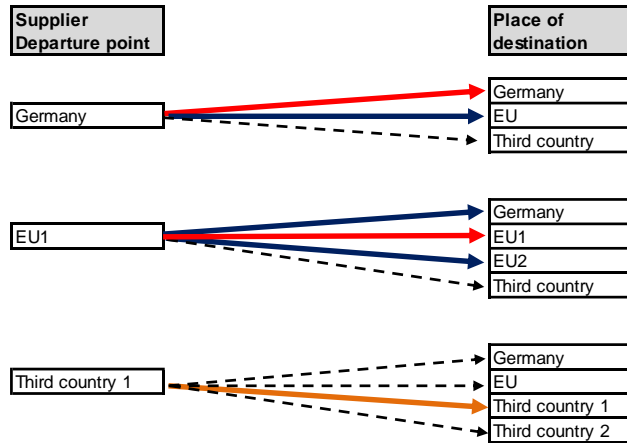 Supplier
Departure point
Place of
destination
Germany
Germany
EU
Third country
EU1
Germany
EU1
EU2
Third country
Third country 1
Germany
EU
Third country 1
Third country 2